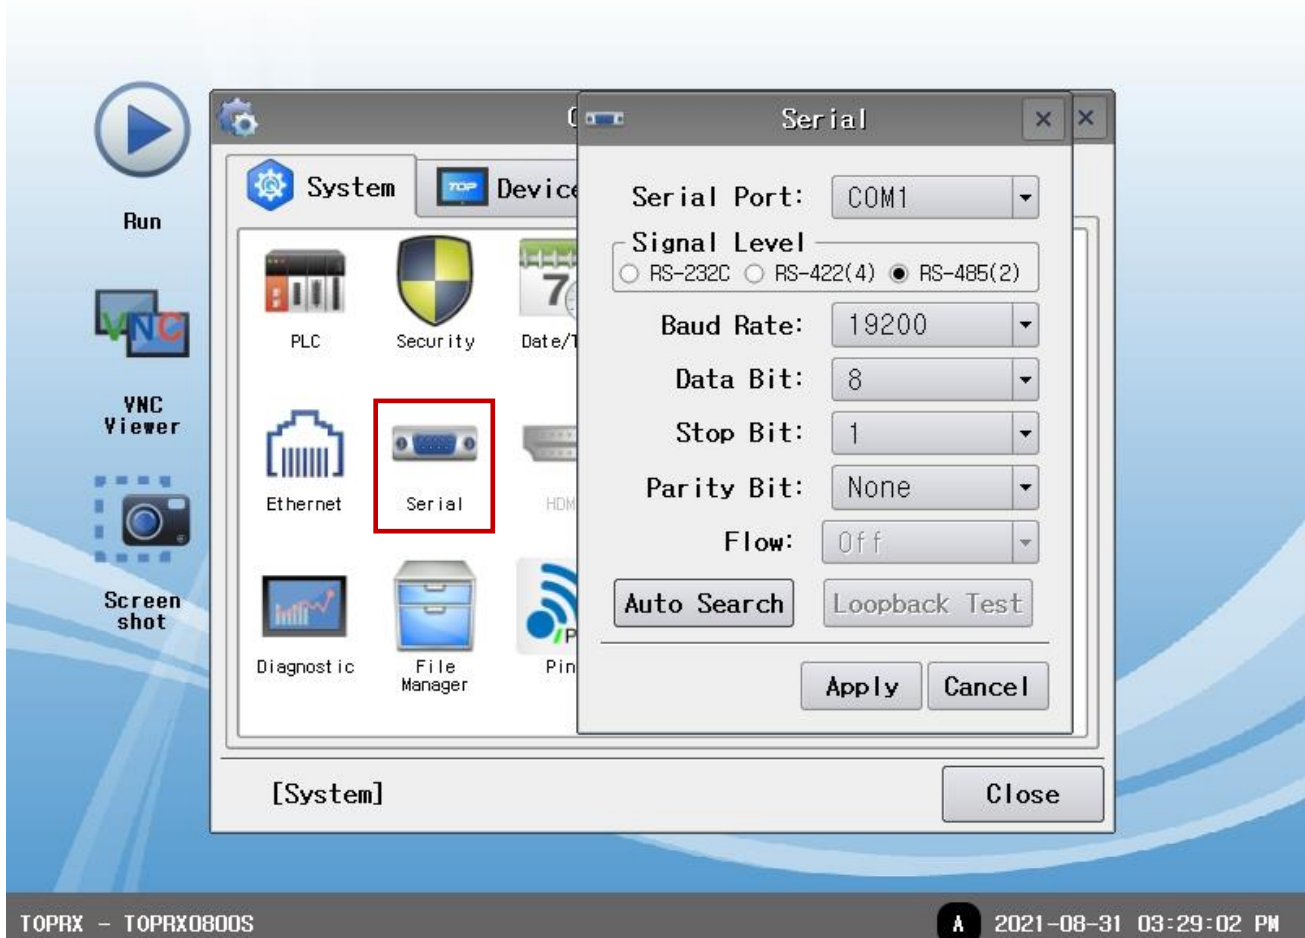 Run
VNC
VNC
Viewer
Screen
shot
System
TOP
Device
7
PLC
Security
Date/T
Ethernet
Serial
HDM
Diagnostic
File
Manager
Pin
[System]
Close
Serial
Serial Port: COM1
Signal Level
RS-232C RS-422(4) RS-485(2)
Baud Rate: 19200
Data Bit: 8
Stop Bit: 1
Parity Bit: None
Flow: Off
Auto Search Loopback Test
Apply Cancel
TOPRX - TOPRX0800S A 2021-08-31 03:29:02 PM